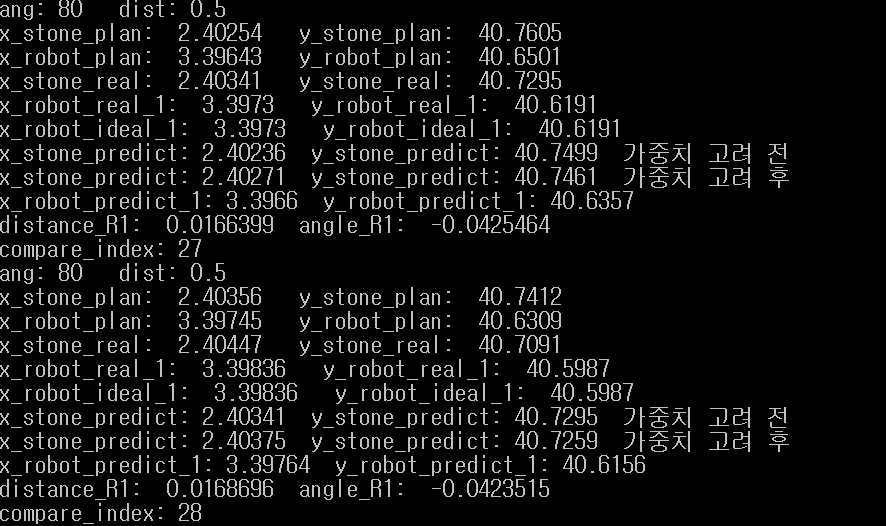 ang: 80   dist: 0.5
x_stone_plan:  2.40254   y_stone_plan:  40.7605
x_robot_plan:  3.39643   y_robot_plan:  40.6501
x_stone_real:  2.40341   y_stone_real:  40.7295
x_robot_real_1:  3.3973   y_robot_real_1:  40.6191
x_robot_ideal_1:  3.3973   y_robot_ideal_1:  40.6191
x_stone_predict: 2.40236  y_stone_predict: 40.7499  가중치 고려 전
x_stone_predict: 2.40271  y_stone_predict: 40.7461  가중치 고려 후
x_robot_predict_1: 3.3966  y_robot_predict_1: 40.6357
distance_R1:  0.0166399  angle_R1:  -0.0425464
compare_index: 27
ang: 80   dist: 0.5
x_stone_plan:  2.40356   y_stone_plan:  40.7412
x_robot_plan:  3.39745   y_robot_plan:  40.6309
x_stone_real:  2.40447   y_stone_real:  40.7091
x_robot_real_1:  3.39836   y_robot_real_1:  40.5987
x_robot_ideal_1:  3.39836   y_robot_ideal_1:  40.5987
x_stone_predict: 2.40341  y_stone_predict: 40.7295  가중치 고려 전
x_stone_predict: 2.40375  y_stone_predict: 40.7259  가중치 고려 후
x_robot_predict_1: 3.39764  y_robot_predict_1: 40.6156
distance_R1:  0.0168696  angle_R1:  -0.0423515
compare_index: 28